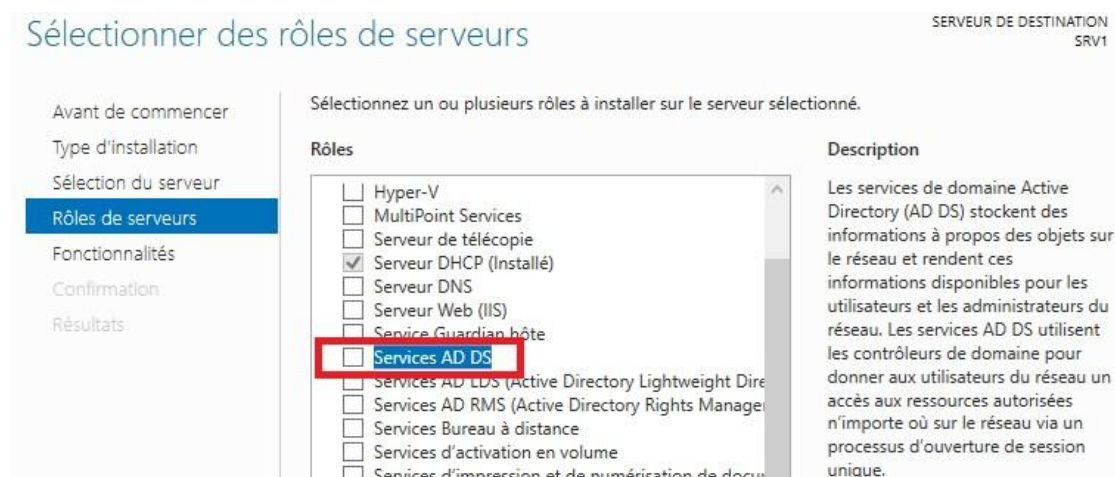 Sélectionner des rôles de serveurs
SERVEUR DE DESTINATION
SRV1
Avant de commencer
Type d'installation
Sélection du serveur
Rôles de serveurs
Fonctionnalités
Confirmation
Résultats
Sélectionnez un ou plusieurs rôles à installer sur le serveur sélectionné.
Rôles
Hyper-V
MultiPoint Services
Serveur de télécopie
Serveur DHCP (Installé)
Serveur DNS
Serveur Web (IIS)
Service Guardian hôte
Services AD DS
Services AD LDS (Active Directory Lightweight Dire
Services AD RMS (Active Directory Rights Manage
Services Bureau à distance
Services d'activation en volume
Services d'impression et de numérisation de docu
Description
Les services de domaine Active
Directory (AD DS) stockent des
informations à propos des objets sur
le réseau et rendent ces
informations disponibles pour les
utilisateurs et les administrateurs du
réseau. Les services AD DS utilisent
les contrôleurs de domaine pour
donner aux utilisateurs du réseau un
accès aux ressources autorisées
n'importe où sur le réseau via un
processus d'ouverture de session
unique.